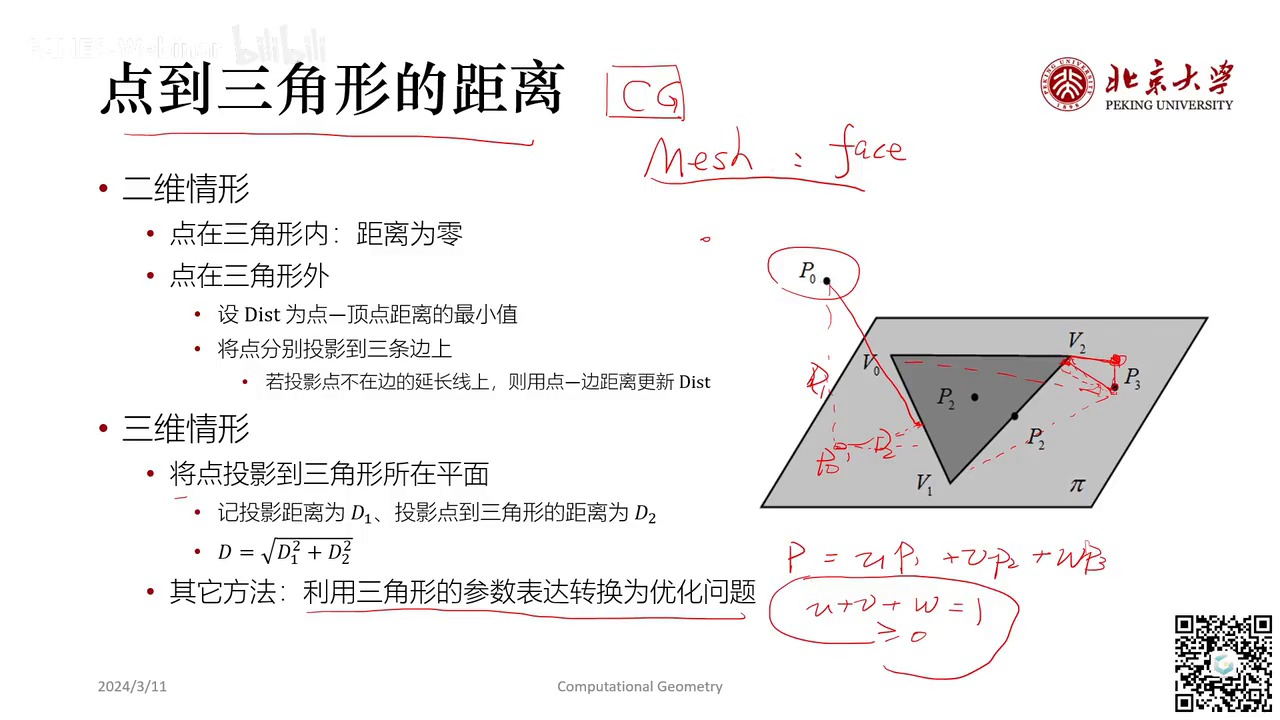 bilibili
点到三角形的距离
CG
北京大学
PEKING UNIVERSITY
Mesh : face
• 二维情形
• 点在三角形内：距离为零
• 点在三角形外
• 设 Dist 为点—顶点距离的最小值
• 将点分别投影到三条边上
• 若投影点不在边的延长线上，则用点—边距离更新 Dist
• 三维情形
• 将点投影到三角形所在平面
• 记投影距离为 D₁、投影点到三角形的距离为 D₂
• D = √(D₁² + D₂²)
• 其它方法：利用三角形的参数表达转换为优化问题
P₀
V₀
V₂
P₃
P₂
P₂
V₁
π
D₁
D₂
P₀'
P = uP₁ + vP₂ + wP₃
u+v+w=1
≥0
2024/3/11
Computational Geometry